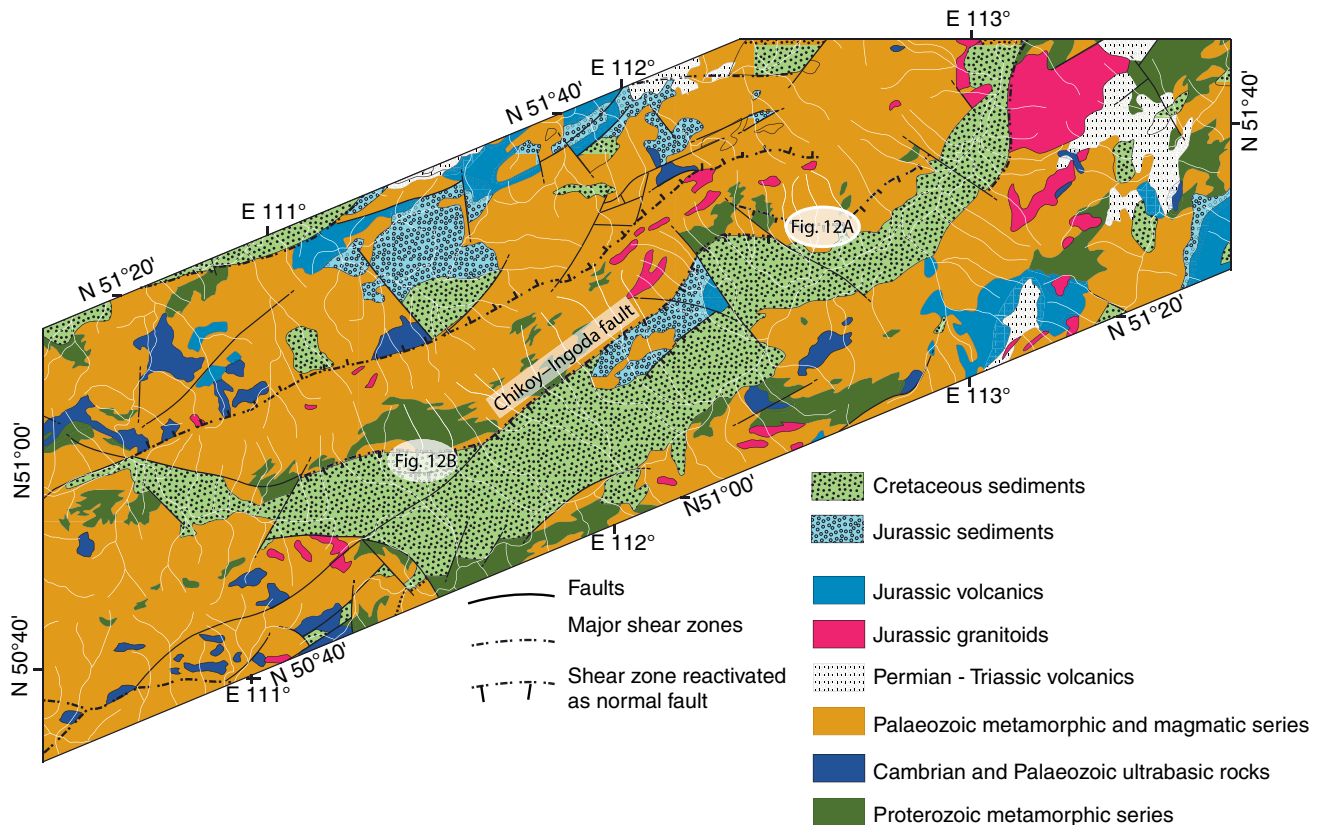 E 113°
E 112°
N 51°40'
N 51°40'
E 111°
Fig. 12A
N 51°20'
Chikoy–Ingoda fault
N 51°20'
E 113°
N51°00'
Fig. 12B
N51°00'
E 112°
N 50°40'
N 50°40'
E 111°
Faults
Major shear zones
Shear zone reactivated
as normal fault
Cretaceous sediments
Jurassic sediments
Jurassic volcanics
Jurassic granitoids
Permian - Triassic volcanics
Palaeozoic metamorphic and magmatic series
Cambrian and Palaeozoic ultrabasic rocks
Proterozoic metamorphic series